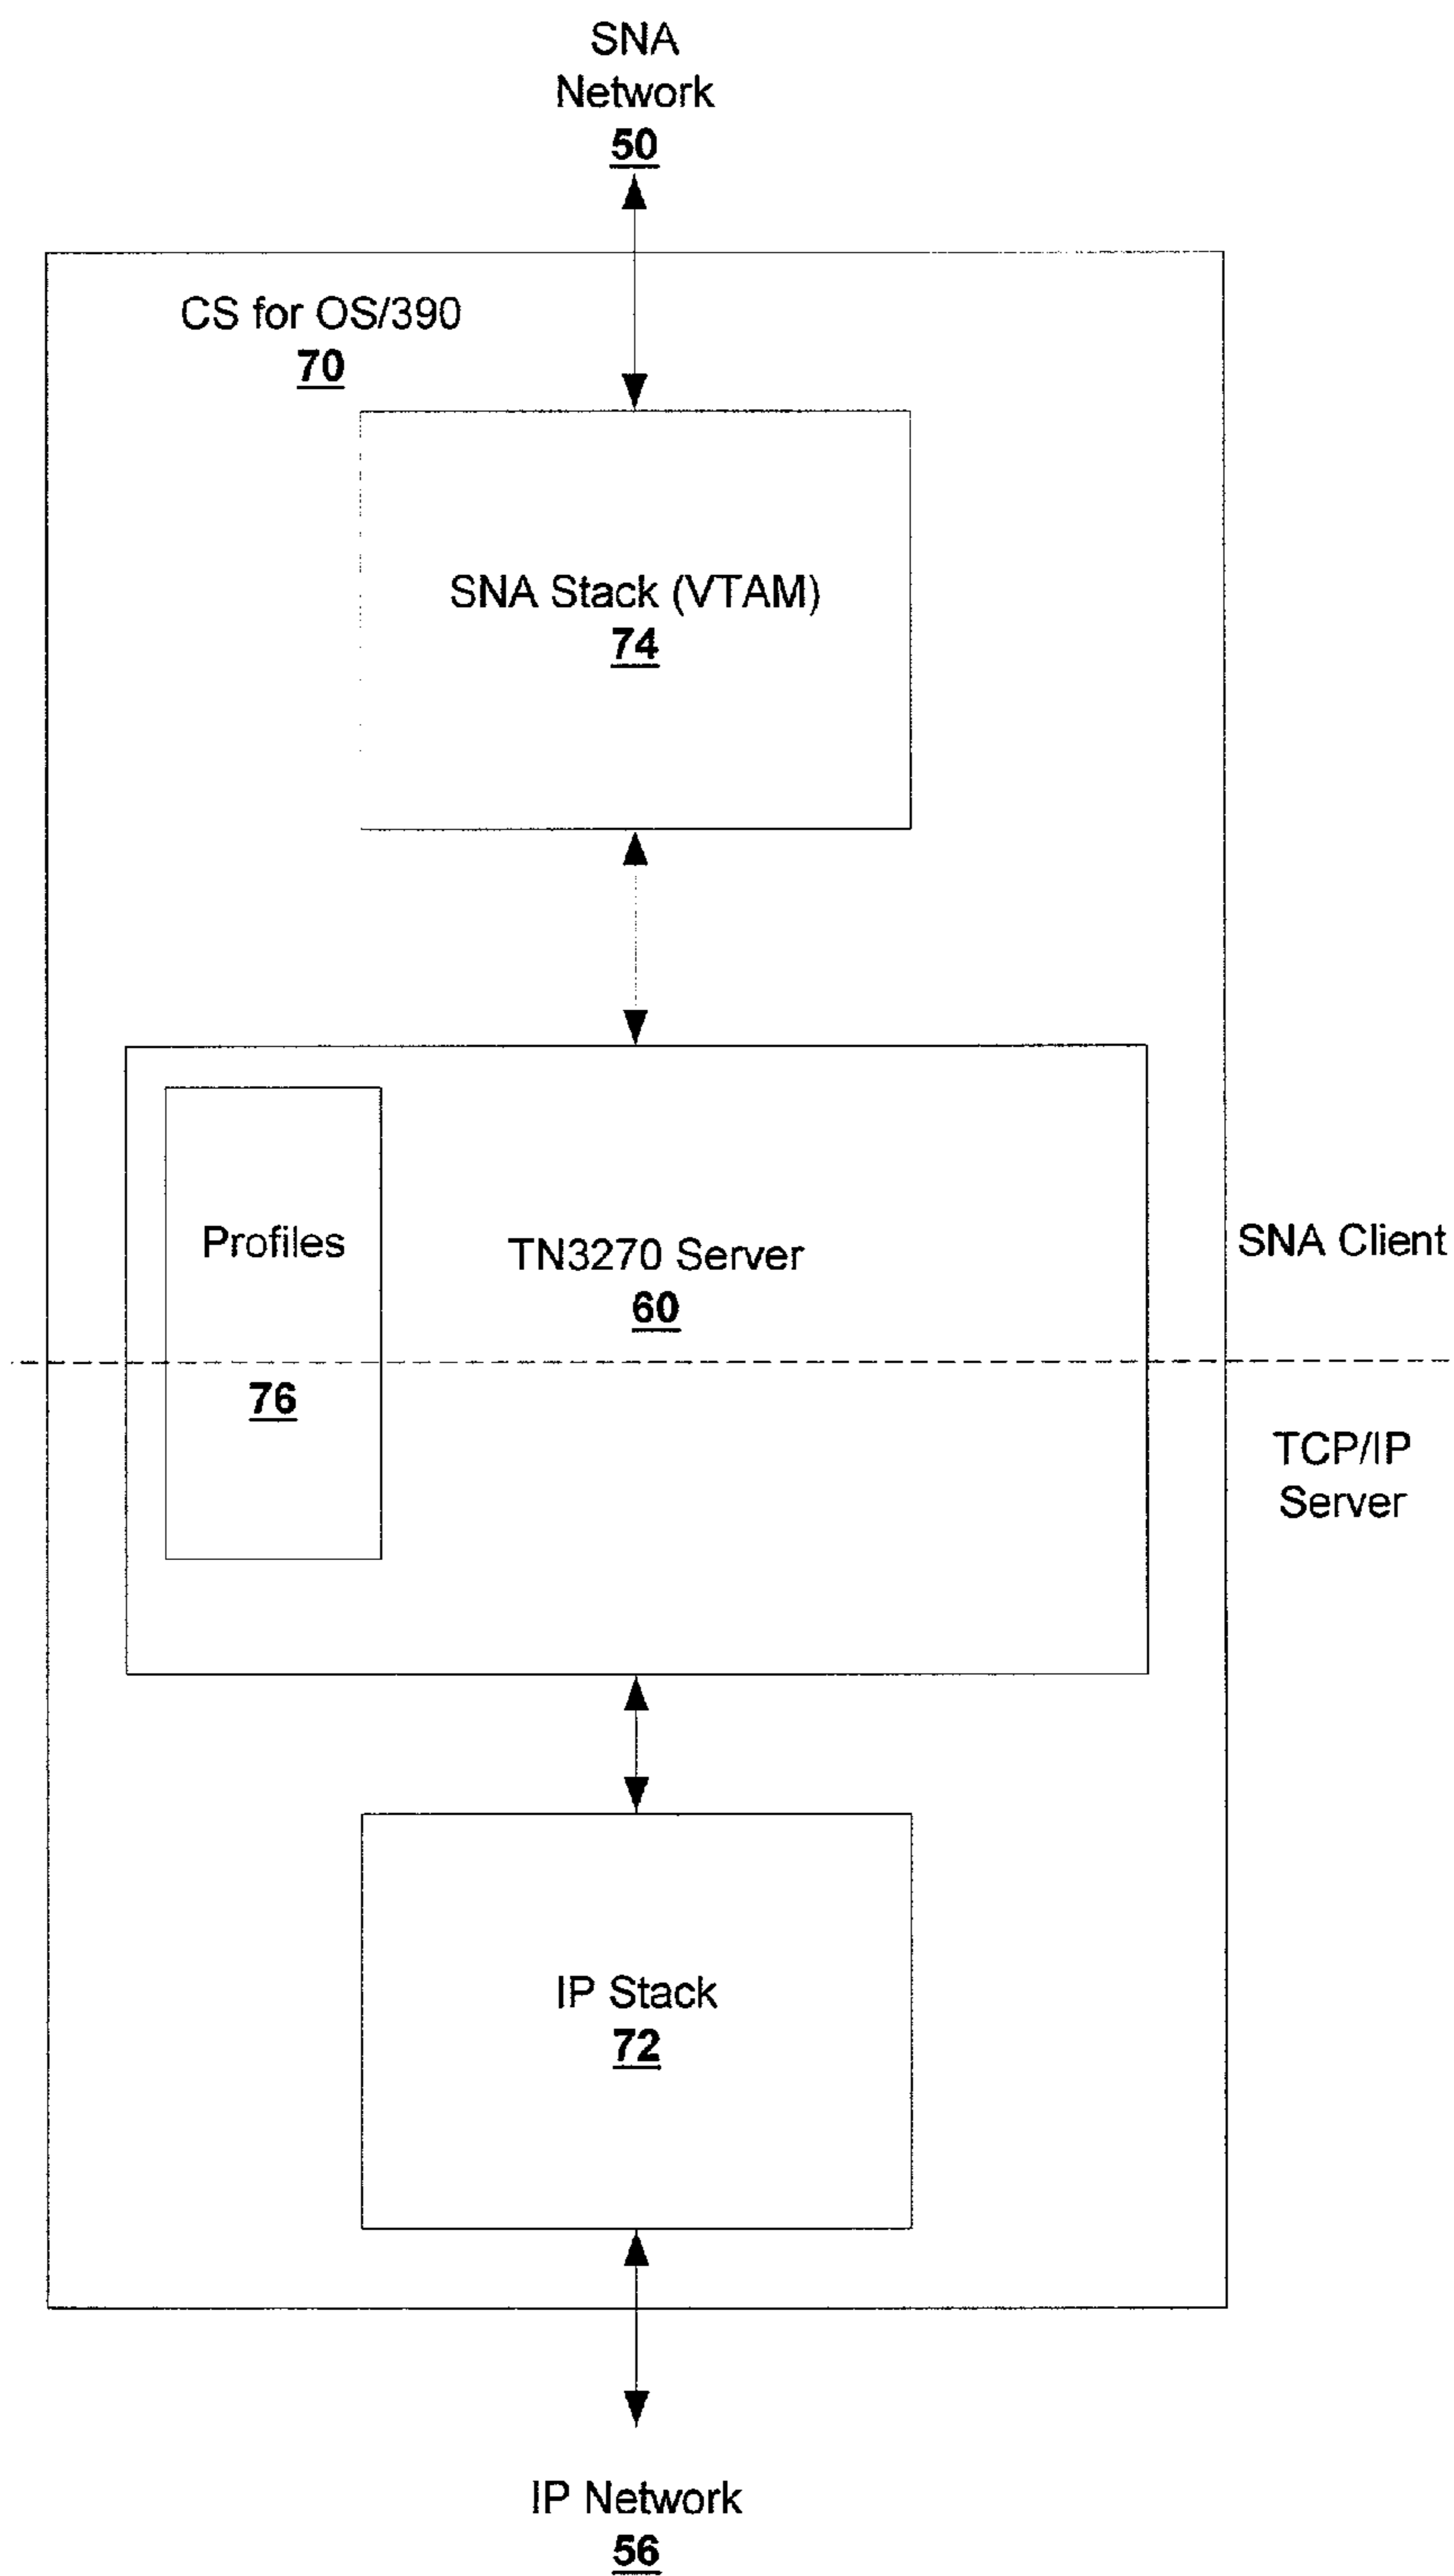 SNA
Network
50
CS for OS/390
70
SNA Stack (VTAM)
74
Profiles
76
TN3270 Server
60
SNA Client
TCP/IP
Server
IP Stack
72
IP Network
56